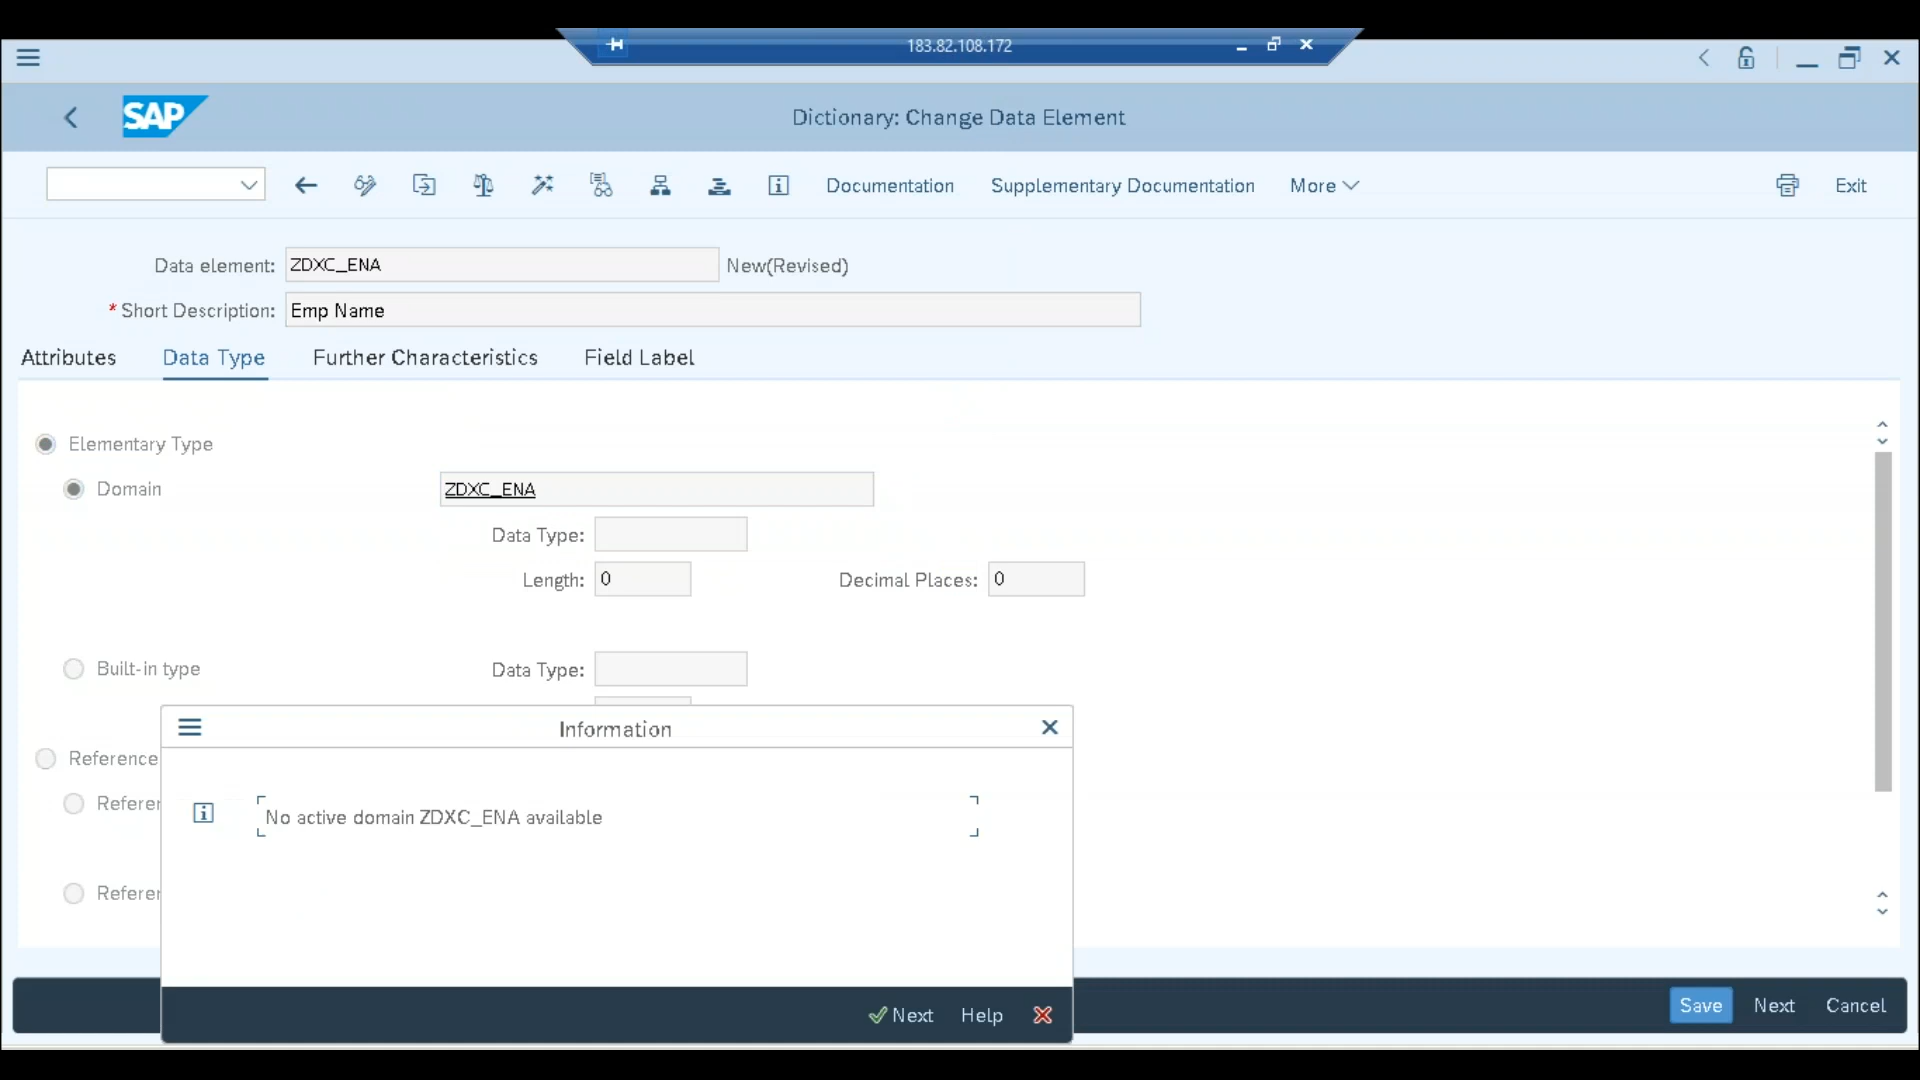 183.82.108.172
SAP
Dictionary: Change Data Element
Documentation
Supplementary Documentation
More
Exit
Data element: ZDXC_ENA New(Revised)
* Short Description: Emp Name
Attributes
Data Type
Further Characteristics
Field Label
Elementary Type
Domain ZDXC_ENA
Data Type:
Length: 0 Decimal Places: 0
Built-in type Data Type:
Information
Reference
No active domain ZDXC_ENA available
Next Help
Save Next Cancel